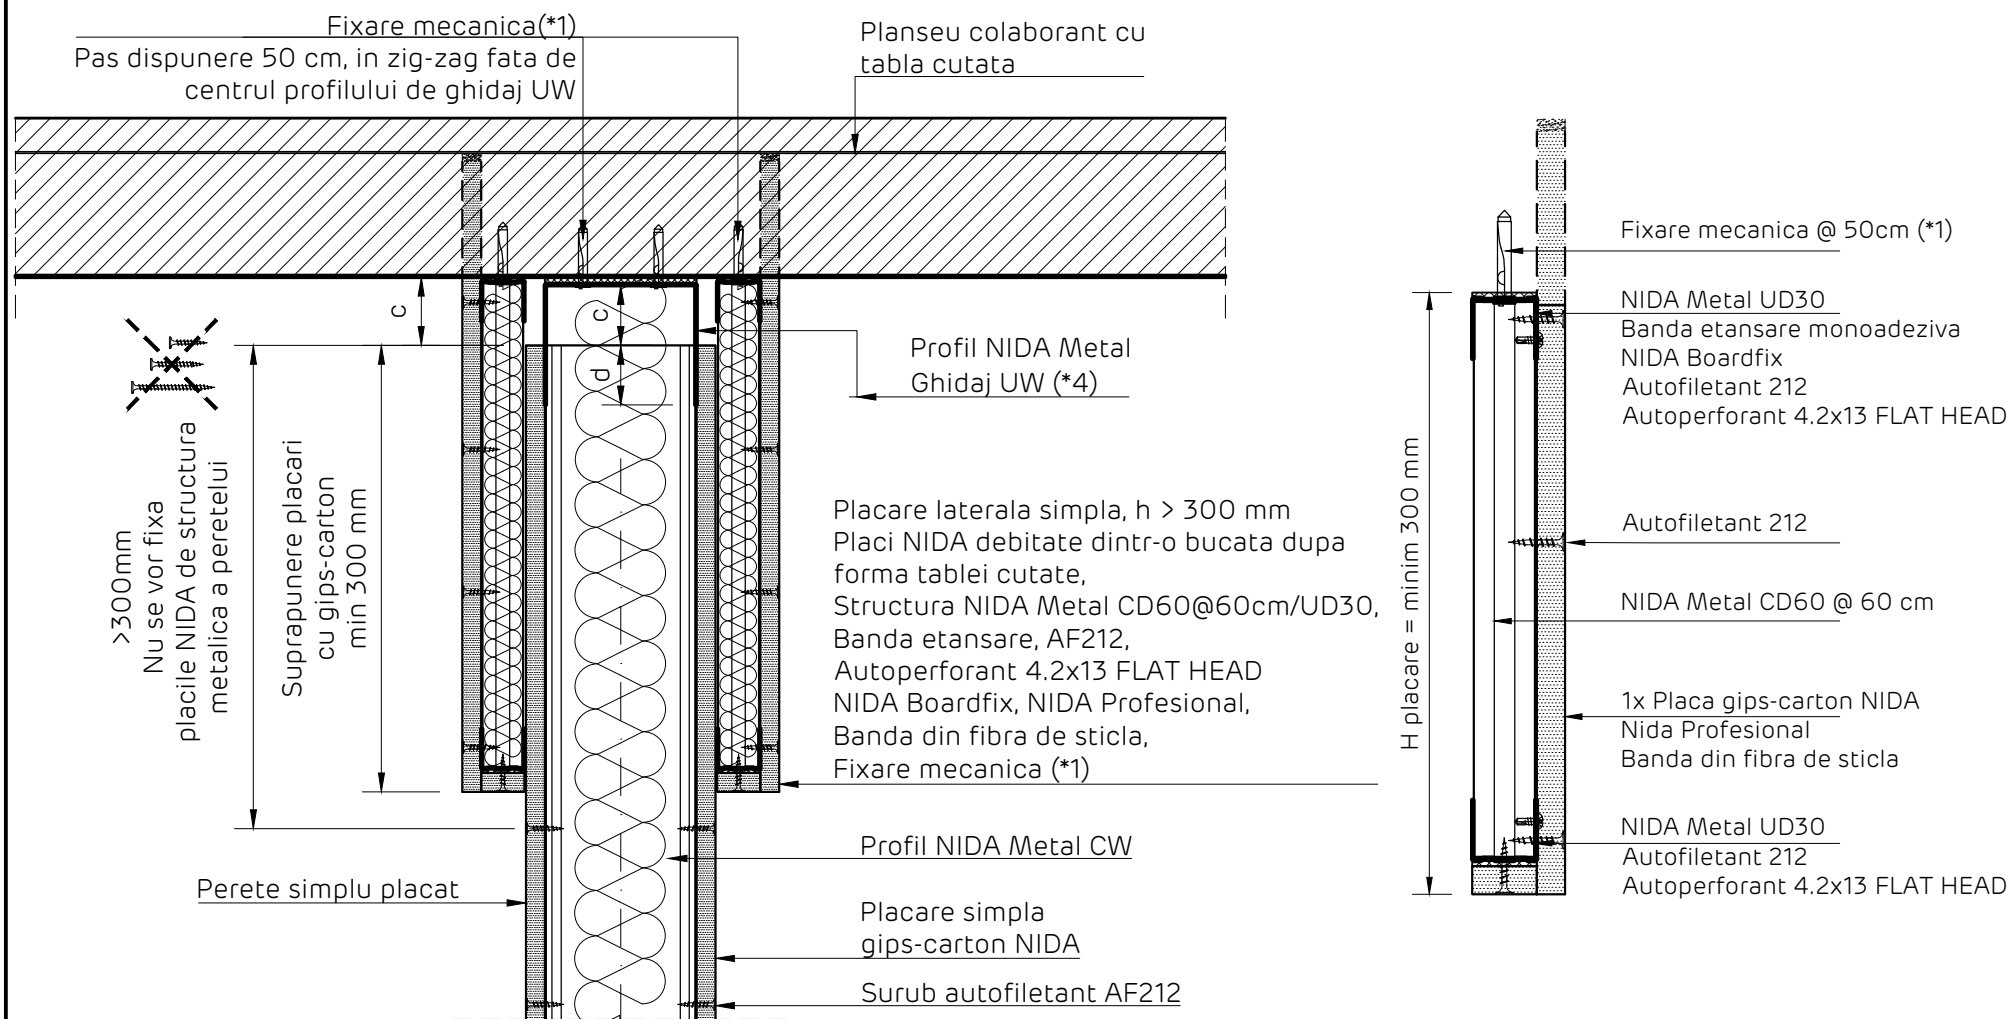 Fixare mecanica(*1)
Pas dispunere 50 cm, in zig-zag fata de
centrul profilului de ghidaj UW
Planseu colaborant cu
tabla cutata
c
c
d
>300mm
Nu se vor fixa
placile NIDA de structura
metalica a peretelui
Suprapunere placari
cu gips-carton
min 300 mm
Profil NIDA Metal
Ghidaj UW (*4)
Placare laterala simpla, h > 300 mm
Placi NIDA debitate dintr-o bucata dupa
forma tablei cutate,
Structura NIDA Metal CD60@60cm/UD30,
Banda etansare, AF212,
Autoperforant 4.2x13 FLAT HEAD
NIDA Boardfix, NIDA Profesional,
Banda din fibra de sticla,
Fixare mecanica (*1)
Profil NIDA Metal CW
Perete simplu placat
Placare simpla
gips-carton NIDA
Surub autofiletant AF212
H placare = minim 300 mm
Fixare mecanica @ 50cm (*1)
NIDA Metal UD30
Banda etansare monoadeziva
NIDA Boardfix
Autofiletant 212
Autoperforant 4.2x13 FLAT HEAD
Autofiletant 212
NIDA Metal CD60 @ 60 cm
1x Placa gips-carton NIDA
Nida Profesional
Banda din fibra de sticla
NIDA Metal UD30
Autofiletant 212
Autoperforant 4.2x13 FLAT HEAD